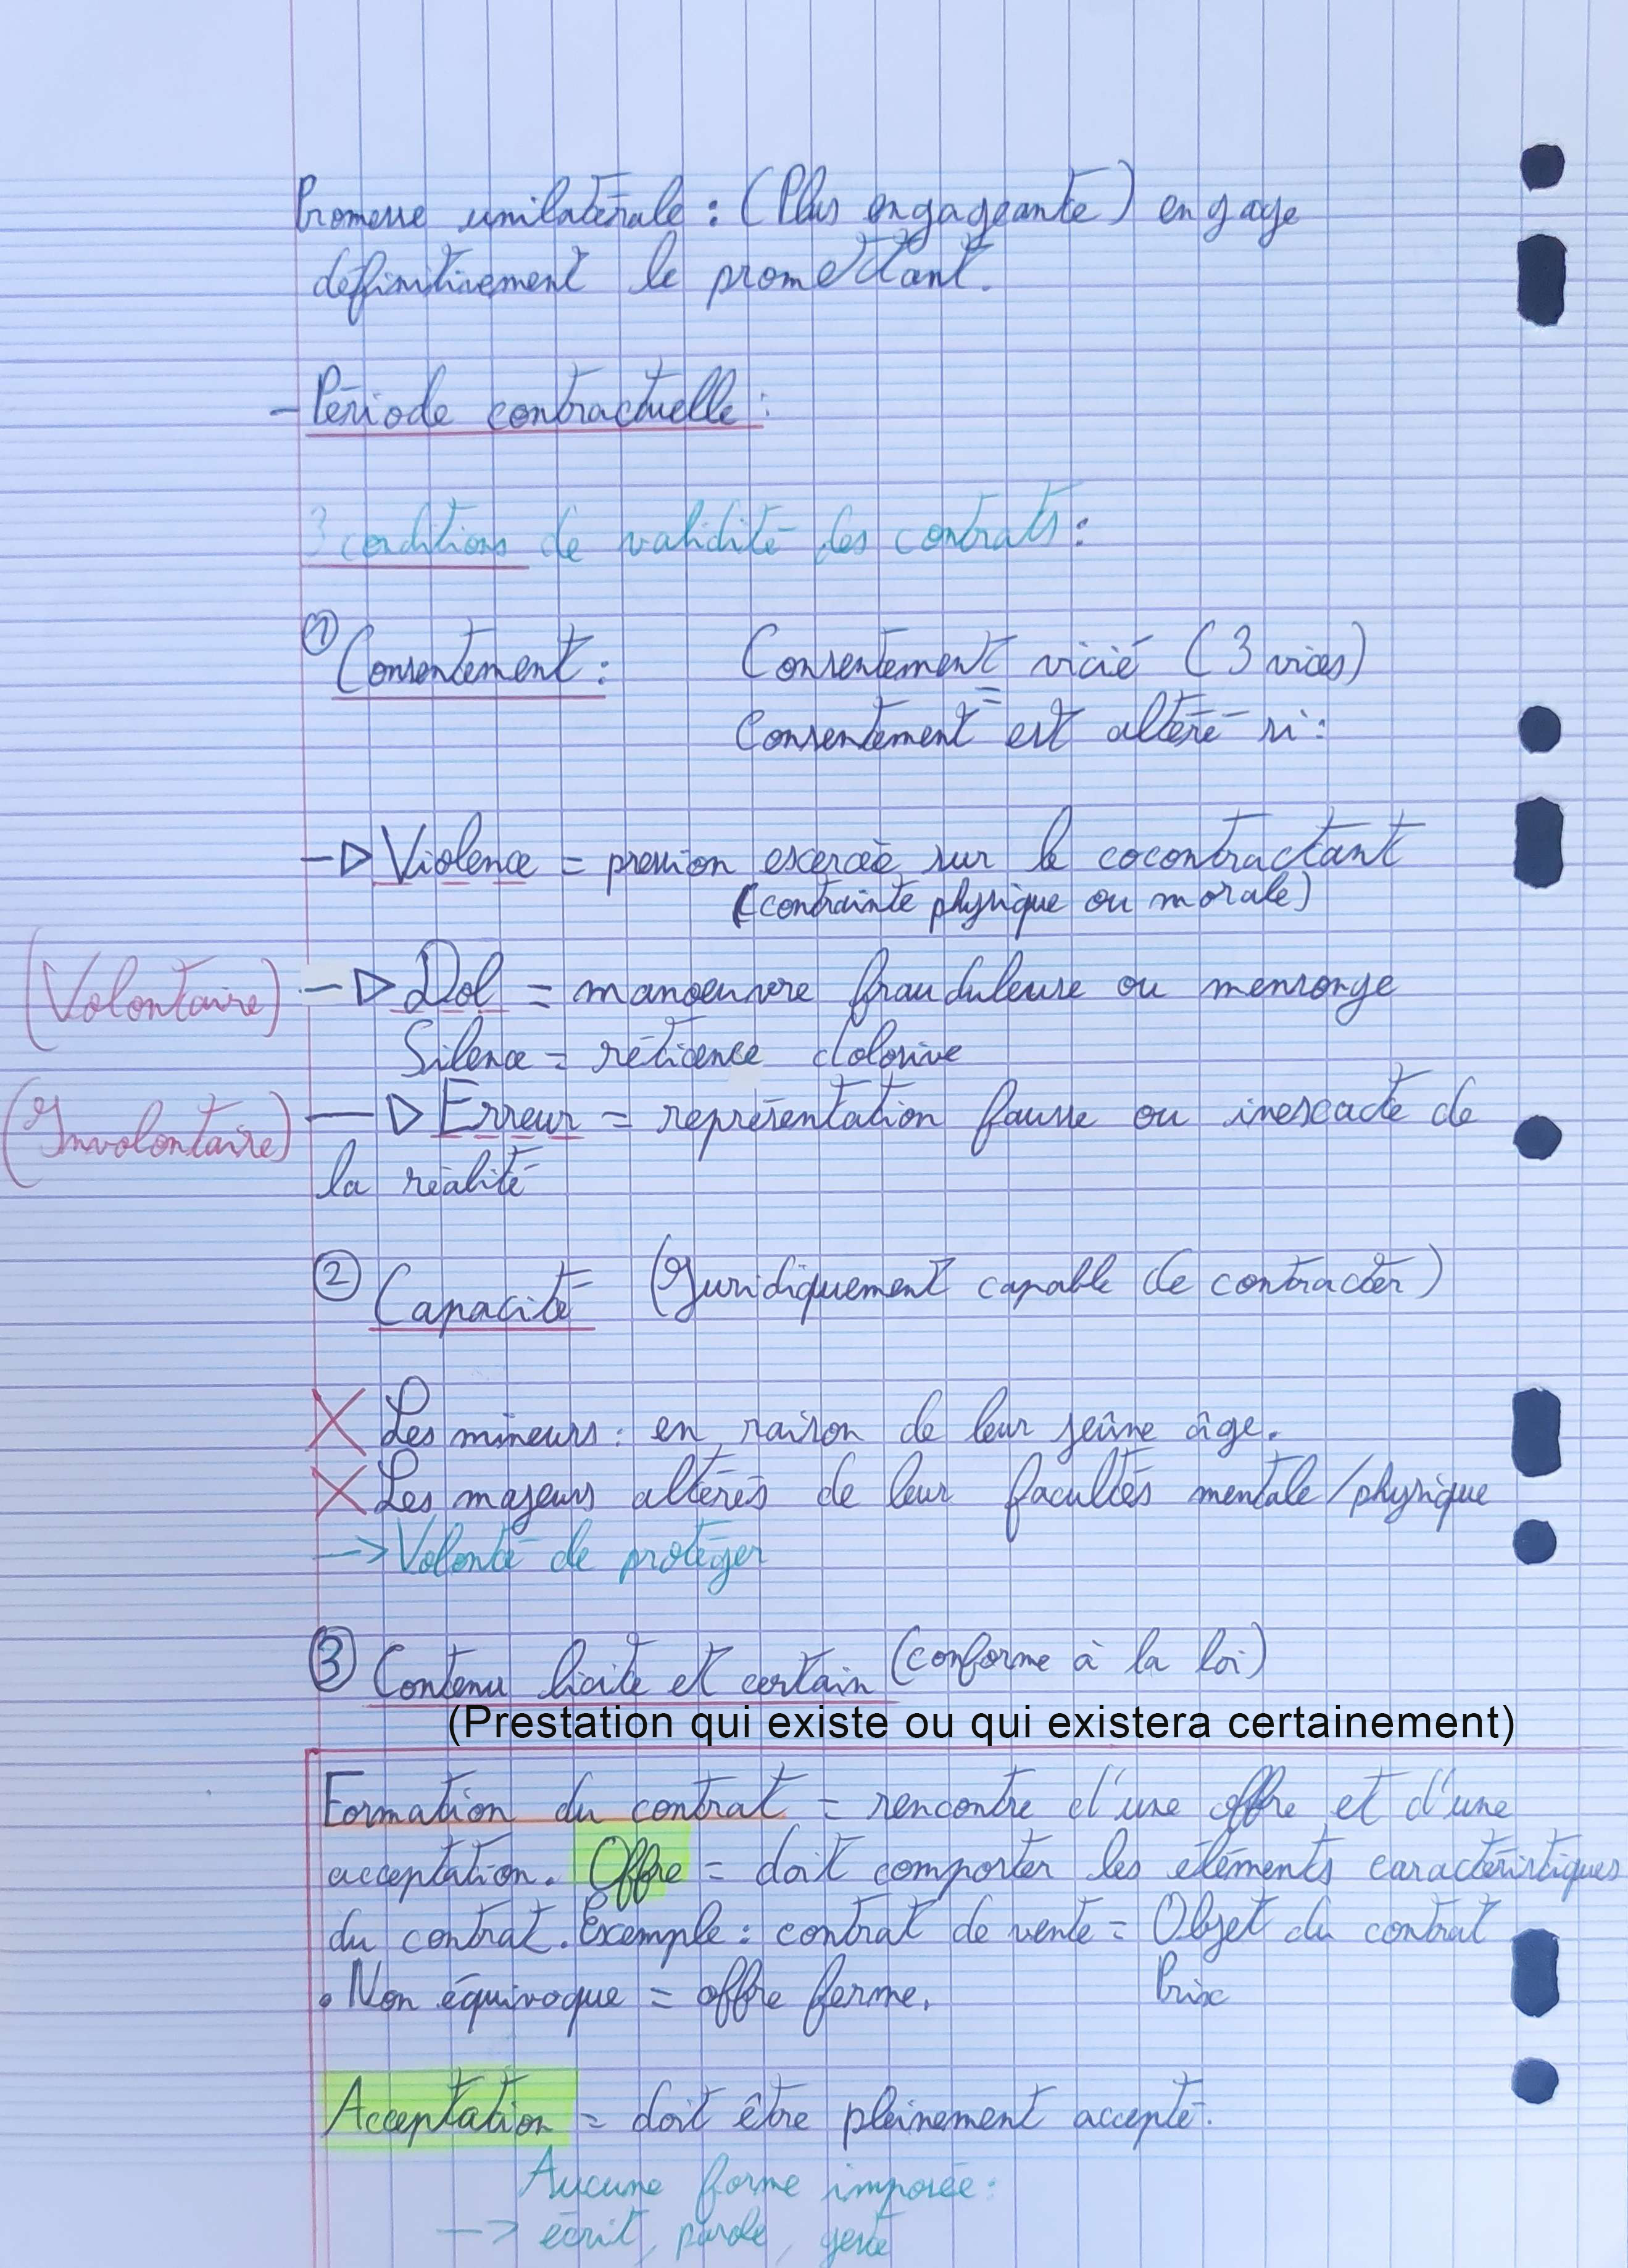 Promesse unilatérale : (Plus engageante) engage
définitivement le promettant.
- Période contractuelle :
3 conditions de validité des contrats :
① Consentement : Consentement vicié (3 vices)
=
Consentement est altéré si :
-▷ Violence = pression exercée sur le cocontractant
(contrainte physique ou morale)
(Volontaire) -▷ Dol = manoeuvre frauduleuse ou mensonge
Silence = réticence dolosive
(Involontaire) -▷ Erreur = représentation fausse ou inexacte de
la réalité
② Capacité (Juridiquement capable de contracter)
X Les mineurs : en raison de leur jeûne âge.
X Les majeurs altérés de leur facultés mentale/physique
-> Volonté de protéger
③ Contenu licite et certain (conforme à la loi)
(Prestation qui existe ou qui existera certainement)
Formation du contrat = rencontre d'une offre et d'une
acceptation. Offre = doit comporter les éléments caractéristiques
du contrat. Exemple : contrat de vente = Objet du contrat
• Non équivoque = offre ferme. Prix
Acceptation = doit être pleinement accepté.
Aucune forme imposée :
-> écrit, parole, geste